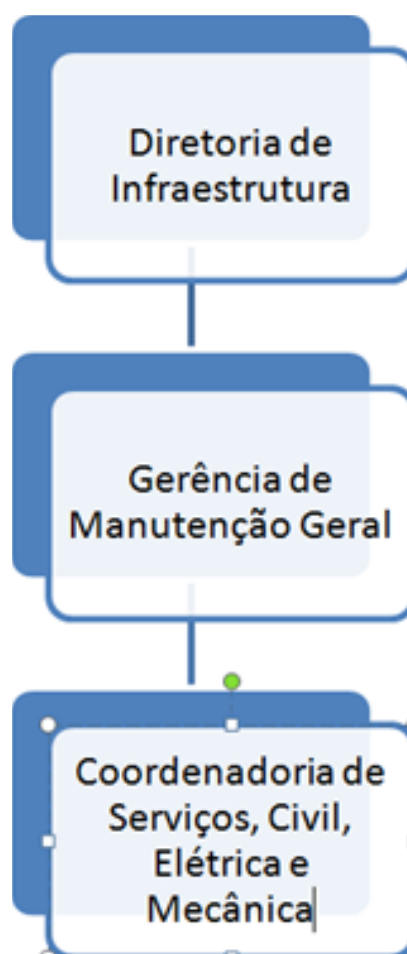 Diretoria de
Infraestrutura
Gerência de
Manutenção Geral
Coordenadoria de
Serviços, Civil,
Elétrica e
Mecânica